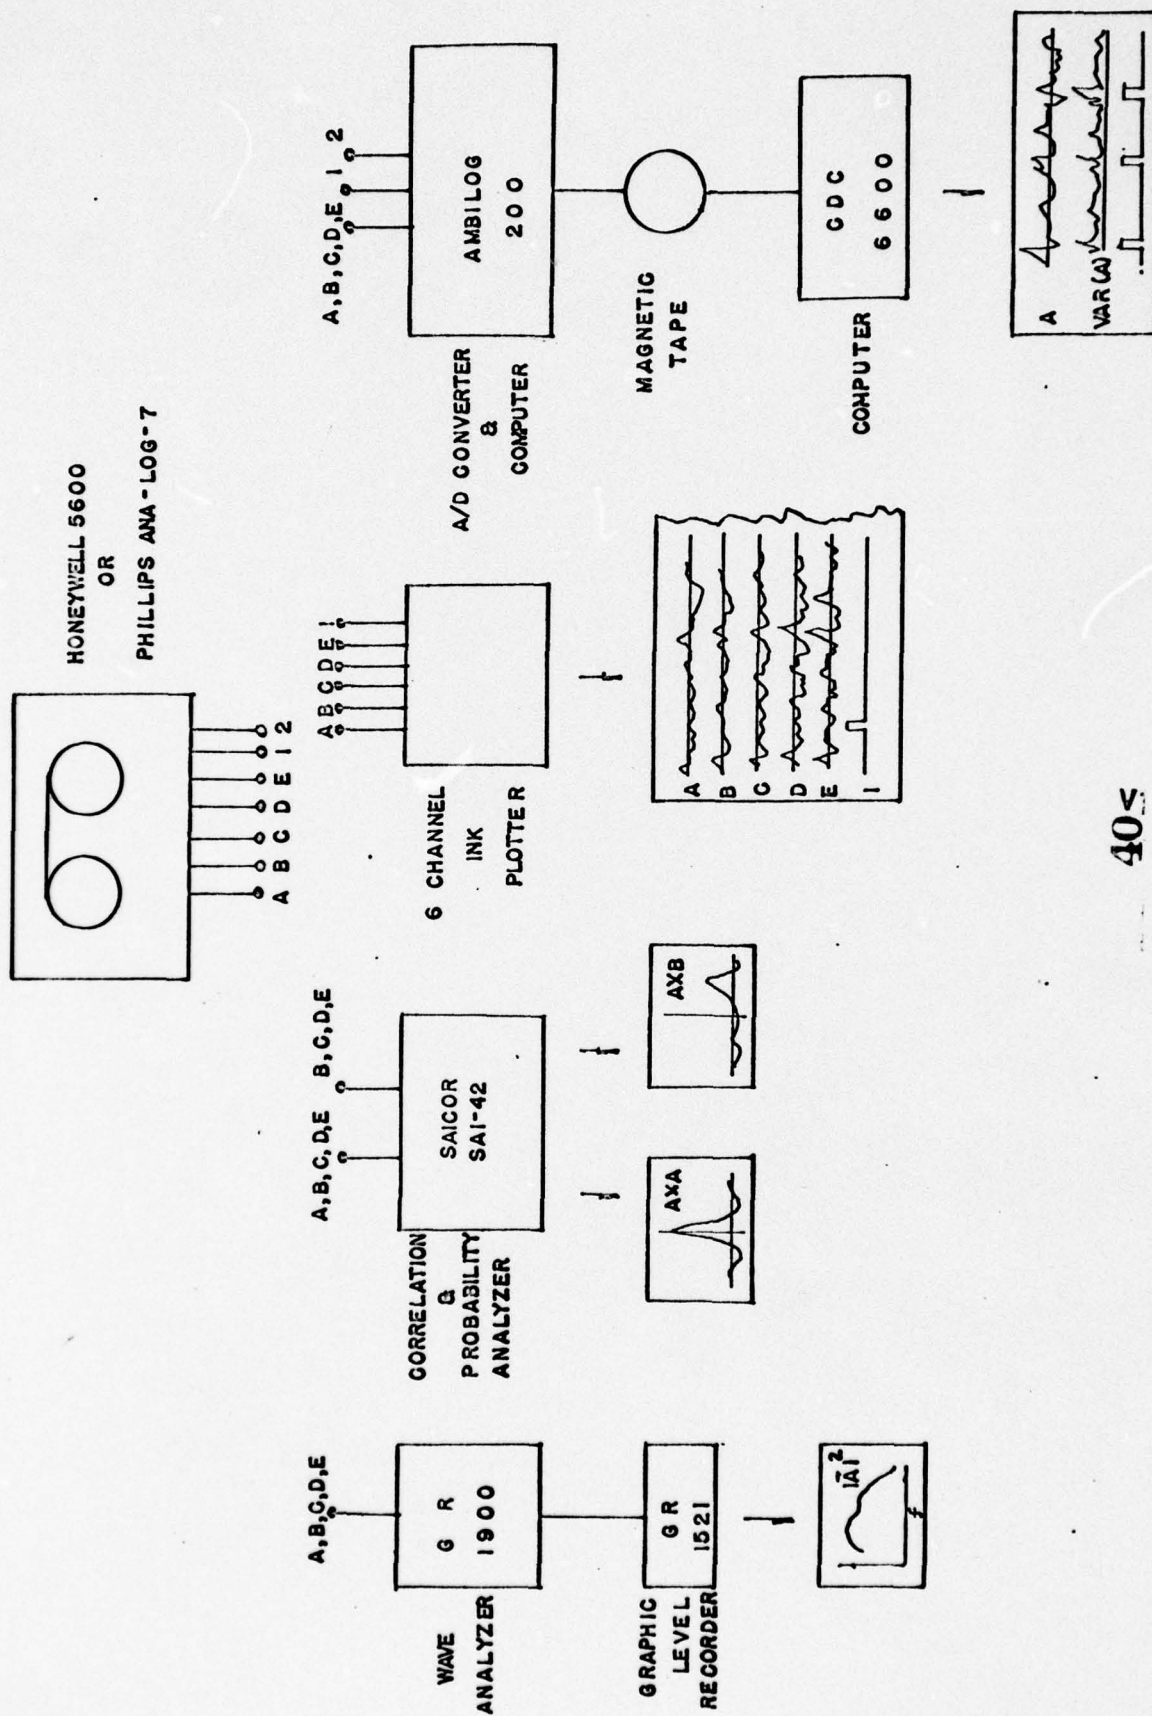 HONEYWELL 5600
OR
PHILLIPS ANA-LOG-7
A B C D E 1 2
A,B,C,D,E
WAVE
ANALYZER
G R
1900
GRAPHIC
LEVEL
RECORDER
G R
1521
|A|²
f
A,B,C,D,E B,C,D,E
CORRELATION
&
PROBABILITY
ANALYZER
SAICOR
SAI-42
AXA
AXB
A B C D E 1
6 CHANNEL
INK
PLOTTER
A
B
C
D
E
1
A,B,C,D,E 1 2
A/D CONVERTER
&
COMPUTER
AMBILOG
200
MAGNETIC
TAPE
COMPUTER
CDC
6600
A
VAR(A)
40<